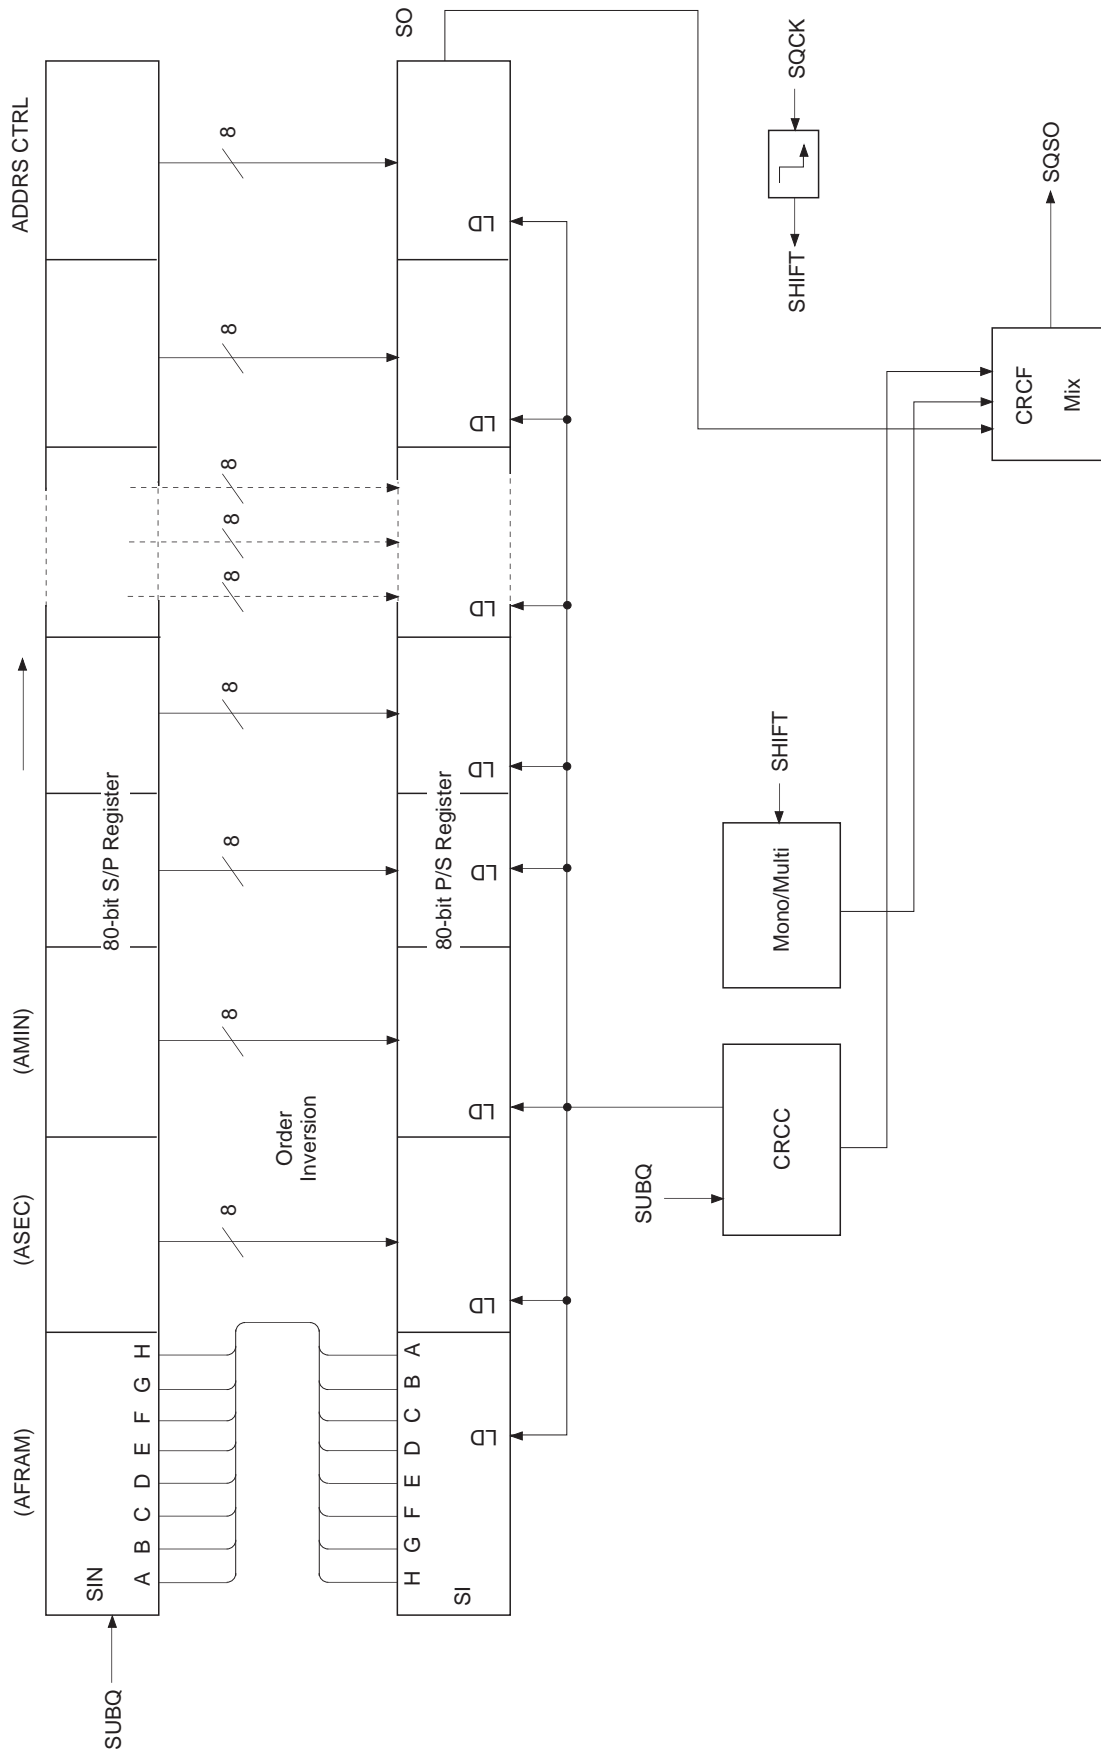 (AFRAM)
(ASEC)
(AMIN)
ADDRS CTRL
SUBQ
SIN
80-bit S/P Register
A B C D E F G H
8
8
8
8
8
8
8
8
8
Order
Inversion
H G F E D C B A
SO
SI
80-bit P/S Register
LD
LD
LD
LD
LD
LD
LD
LD
SUBQ
CRCC
Mono/Multi
SHIFT
SHIFT
SQCK
CRCF
Mix
SQSO